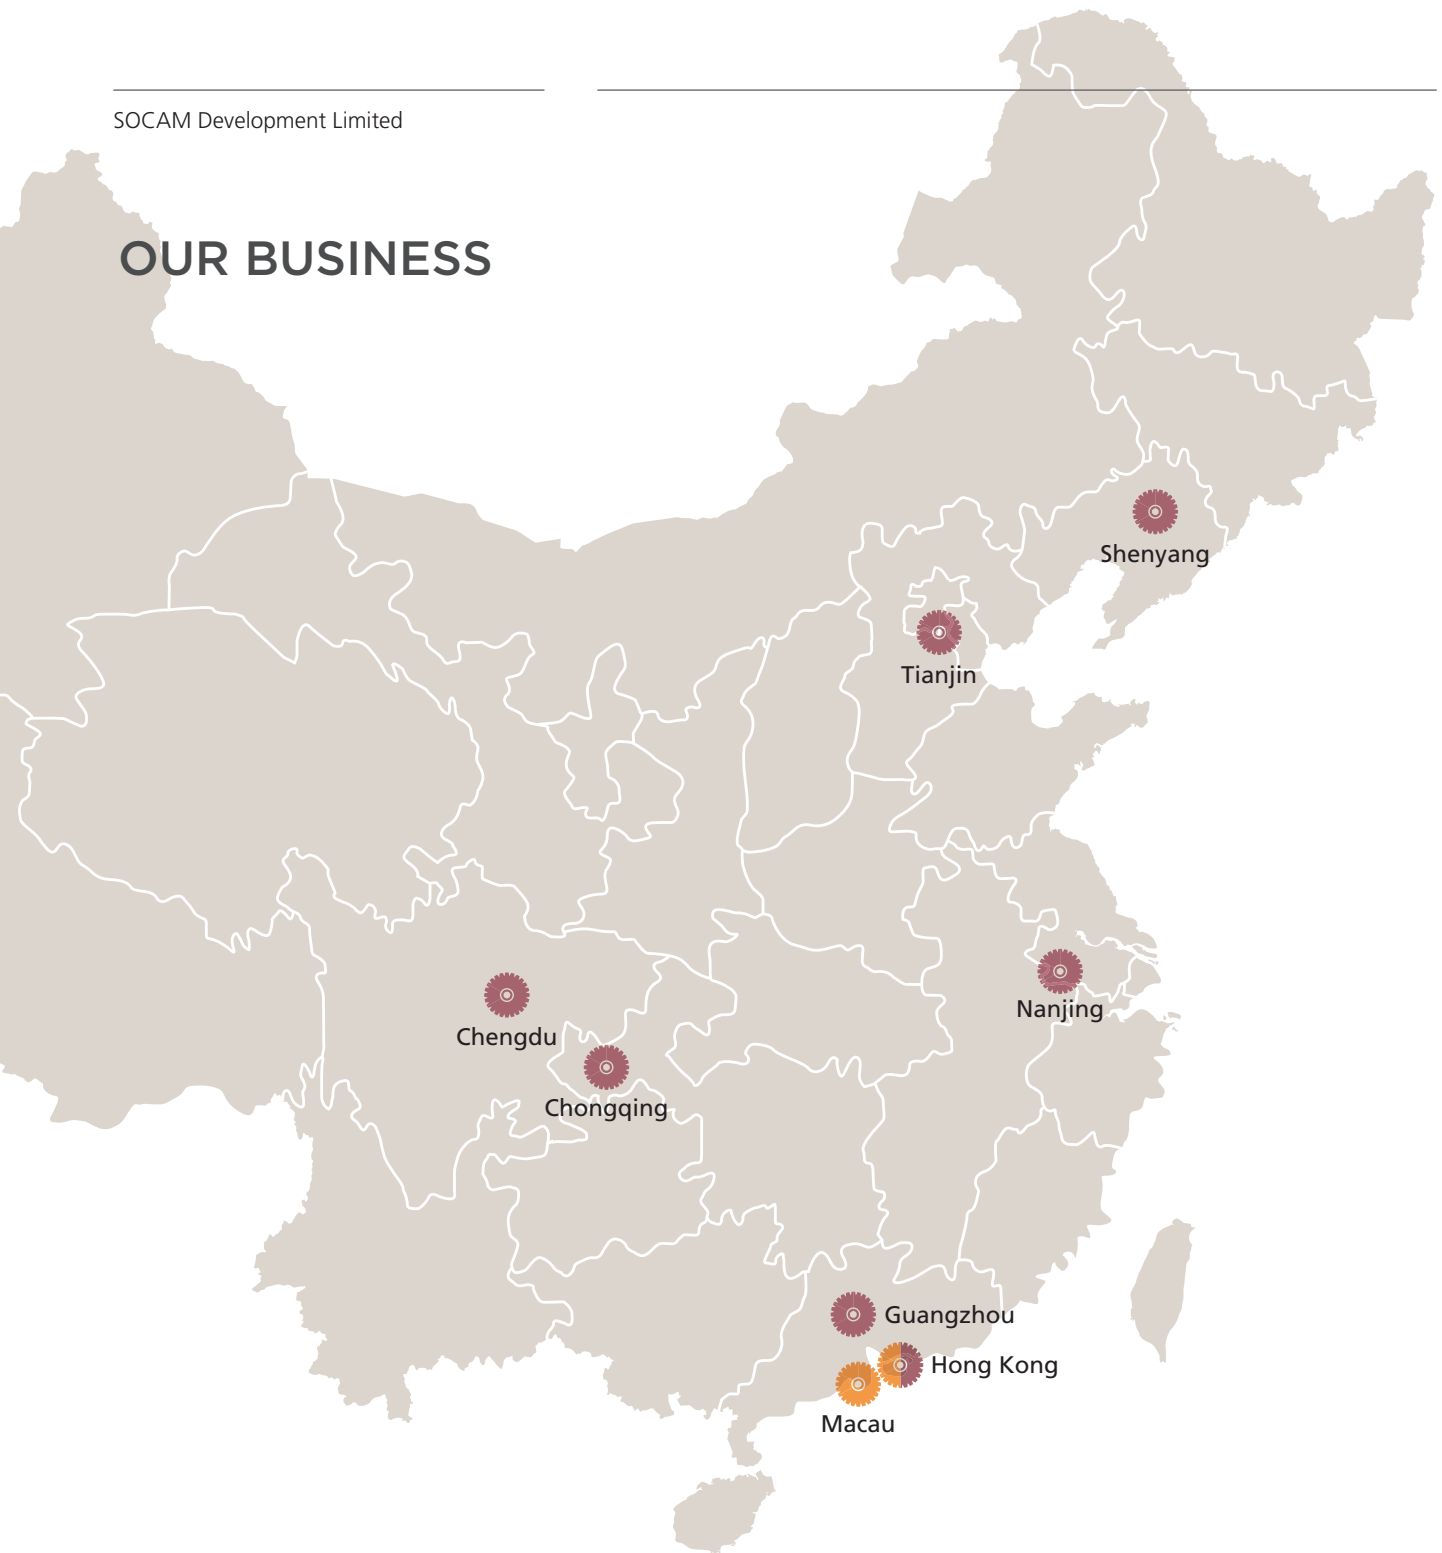 SOCAM Development Limited
OUR BUSINESS
Shenyang
Tianjin
Nanjing
Chengdu
Chongqing
Guangzhou
Hong Kong
Macau